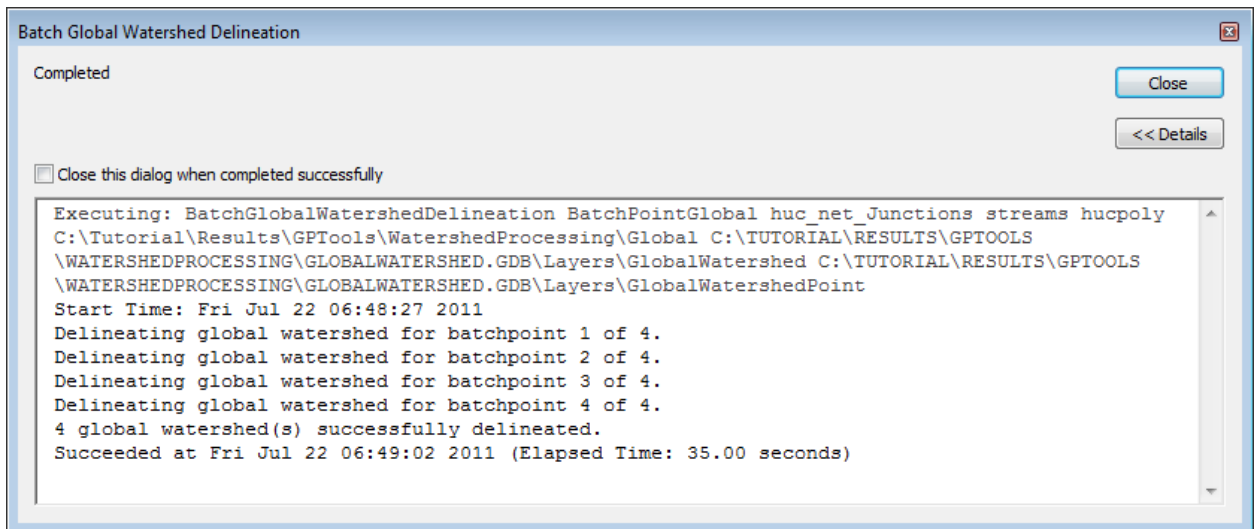 Batch Global Watershed Delineation
Completed
Close
<< Details
Close this dialog when completed successfully
Executing: BatchGlobalWatershedDelineation BatchPointGlobal huc_net_Junctions streams hucpoly
C:\Tutorial\Results\GPTools\WatershedProcessing\Global C:\TUTORIAL\RESULTS\GPTOOLS
\WATERSHEDPROCESSING\GLOBALWATERSHED.GDB\Layers\GlobalWatershed C:\TUTORIAL\RESULTS\GPTOOLS
\WATERSHEDPROCESSING\GLOBALWATERSHED.GDB\Layers\GlobalWatershedPoint
Start Time: Fri Jul 22 06:48:27 2011
Delineating global watershed for batchpoint 1 of 4.
Delineating global watershed for batchpoint 2 of 4.
Delineating global watershed for batchpoint 3 of 4.
Delineating global watershed for batchpoint 4 of 4.
4 global watershed(s) successfully delineated.
Succeeded at Fri Jul 22 06:49:02 2011 (Elapsed Time: 35.00 seconds)